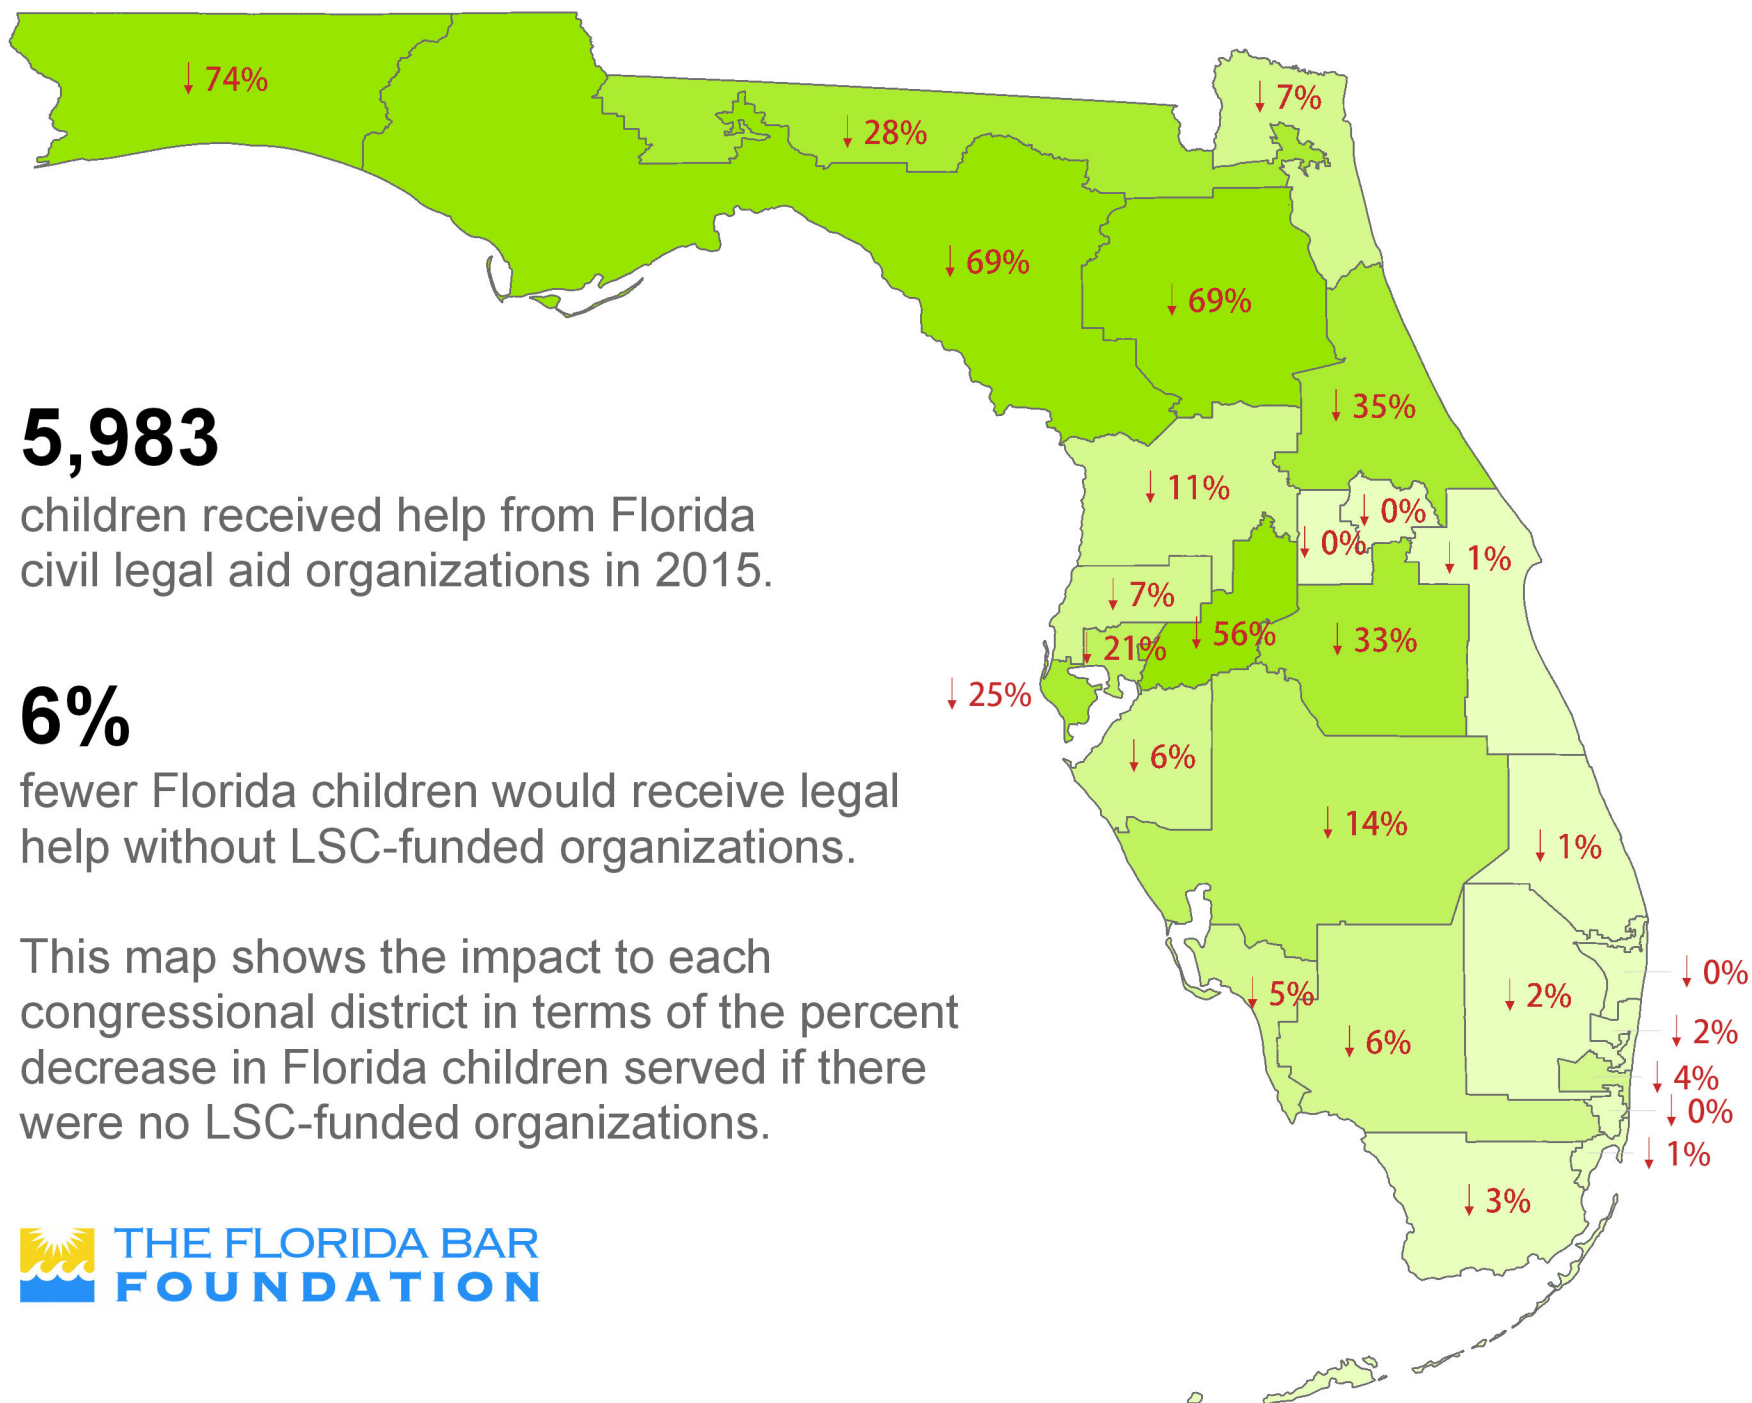 ↓ 74%
↓ 7%
↓ 28%
↓ 69%
↓ 69%
↓ 35%
5,983
children received help from Florida
civil legal aid organizations in 2015.
↓ 11%
↓ 0%
↓ 0%
↓ 1%
↓ 7%
↓ 56%
↓ 33%
↓ 21%
↓ 25%
6%
fewer Florida children would receive legal
help without LSC-funded organizations.
↓ 6%
↓ 14%
↓ 1%
This map shows the impact to each
congressional district in terms of the percent
decrease in Florida children served if there
were no LSC-funded organizations.
↓ 0%
↓ 5%
↓ 2%
↓ 2%
↓ 6%
↓ 4%
↓ 0%
↓ 1%
↓ 3%
THE FLORIDA BAR
FOUNDATION